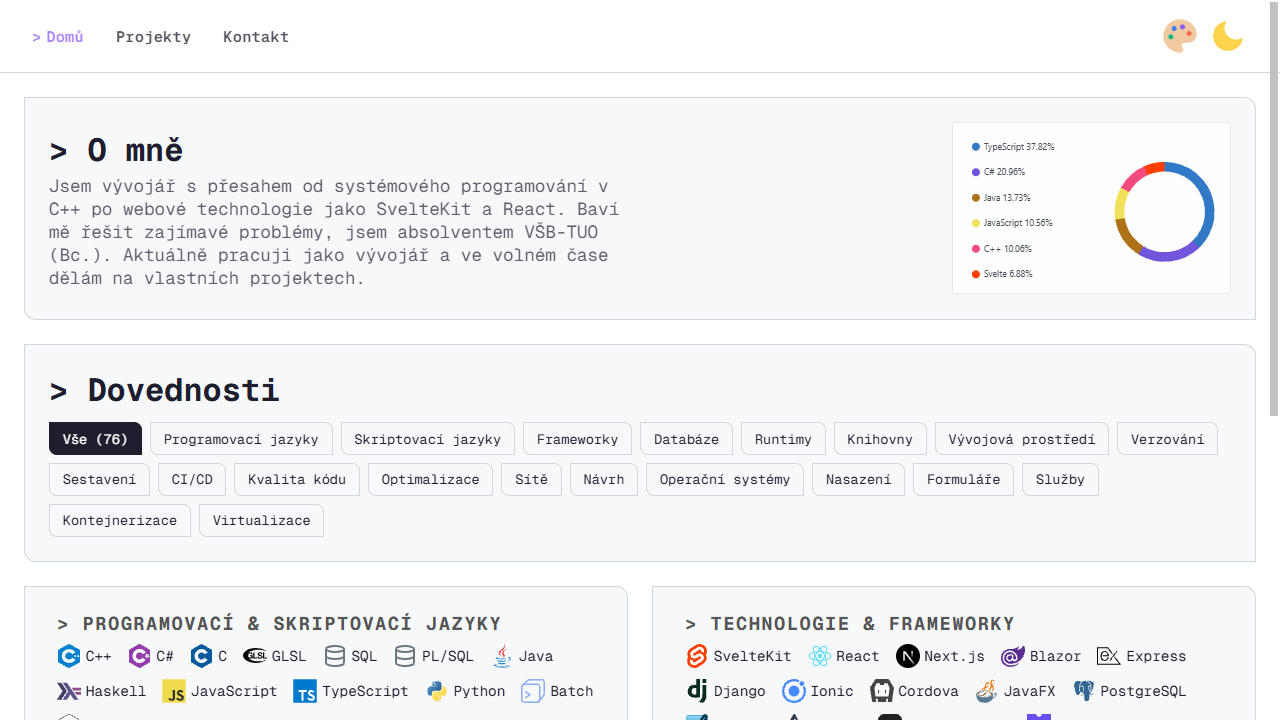 > Domů Projekty Kontakt
> O mně
Jsem vývojář s přesahem od systémového programování v
C++ po webové technologie jako SvelteKit a React. Baví
mě řešit zajímavé problémy, jsem absolventem VŠB-TUO
(Bc.). Aktuálně pracuji jako vývojář a ve volném čase
dělám na vlastních projektech.
TypeScript 37.82%
C# 20.96%
Java 13.73%
JavaScript 10.56%
C++ 10.06%
Svelte 6.88%
> Dovednosti
Vše (76) Programovací jazyky Skriptovací jazyky Frameworky Databáze Runtimy Knihovny Vývojová prostředí Verzování
Sestavení CI/CD Kvalita kódu Optimalizace Sítě Návrh Operační systémy Nasazení Formuláře Služby
Kontejnerizace Virtualizace
> PROGRAMOVACÍ & SKRIPTOVACÍ JAZYKY
C++ C# C GLSL SQL PL/SQL Java
Haskell JS JavaScript TS TypeScript Python Batch
> TECHNOLOGIE & FRAMEWORKY
SvelteKit React N Next.js Blazor ex Express
dj Django Ionic Cordova JavaFX PostgreSQL